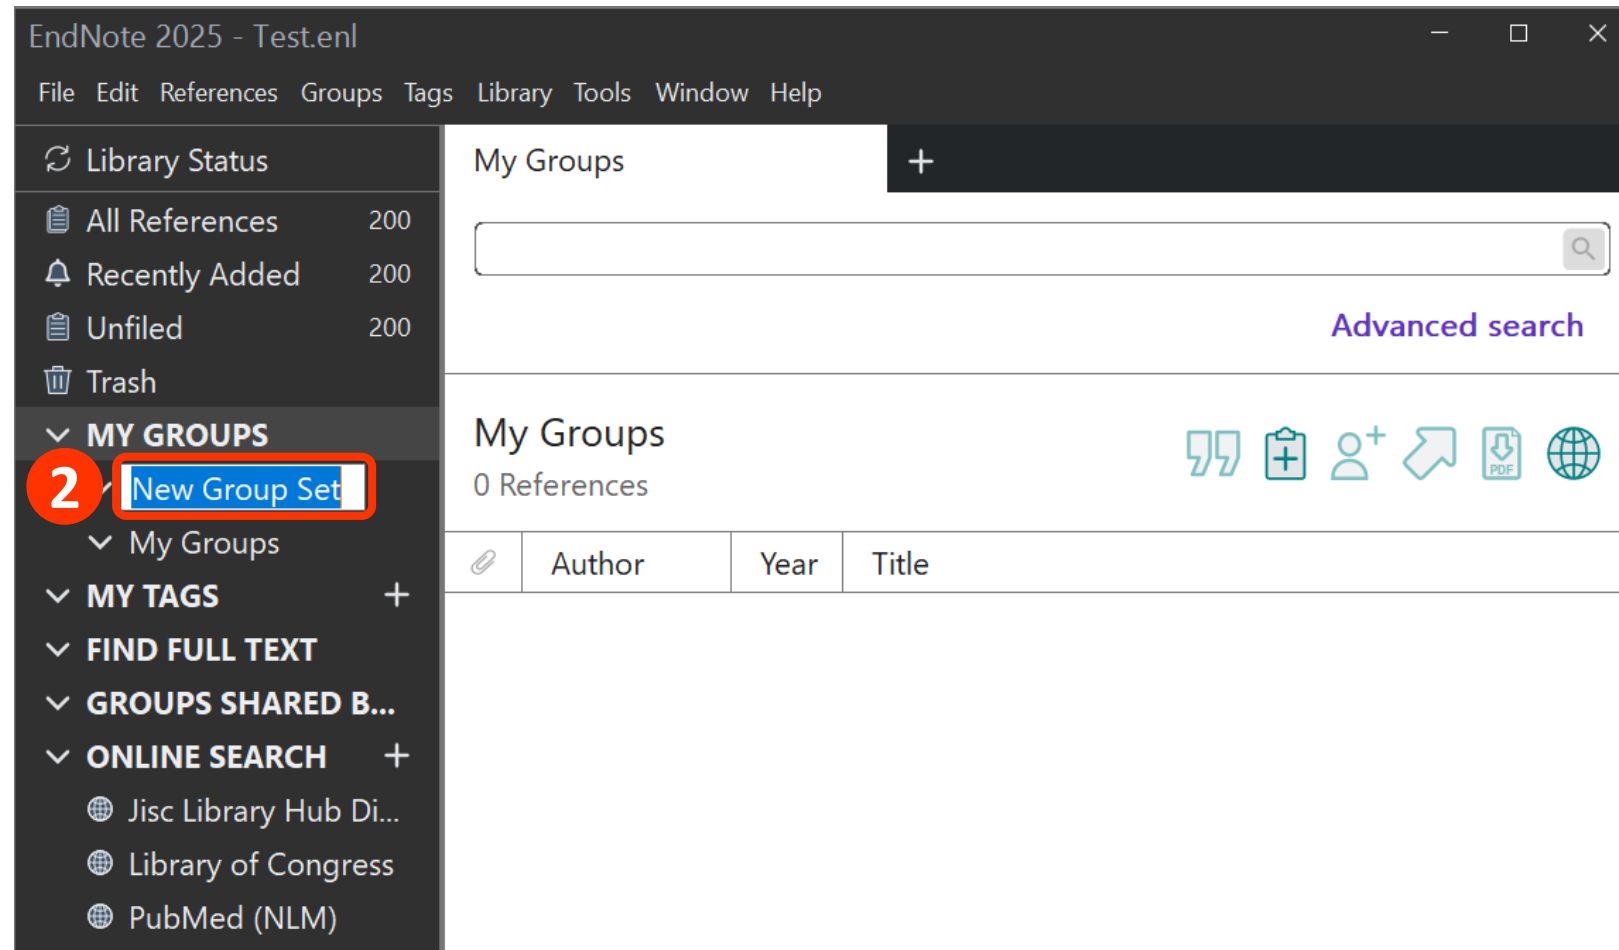 EndNote 2025 - Test.enl
File Edit References Groups Tags Library Tools Window Help
Library Status
All References 200
Recently Added 200
Unfiled 200
Trash
MY GROUPS
2 New Group Set
My Groups
MY TAGS +
FIND FULL TEXT
GROUPS SHARED B...
ONLINE SEARCH +
Jisc Library Hub Di...
Library of Congress
PubMed (NLM)
My Groups +
Advanced search
My Groups
0 References
PDF
Author Year Title